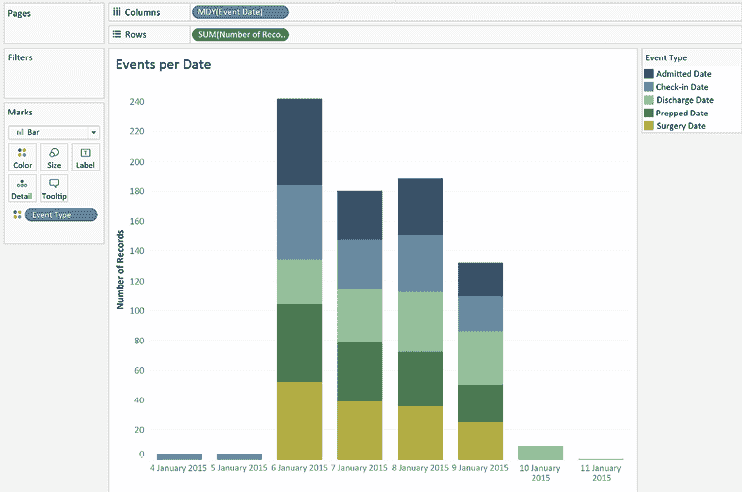 Pages
Columns
MDY(Event Date)
Rows
SUM(Number of Reco..
Filters
Marks
Bar
Color
Size
Label
Detail
Tooltip
Event Type
Events per Date
Number of Records
240
220
200
180
160
140
120
100
80
60
40
20
0
4 January 2015
5 January 2015
6 January 2015
7 January 2015
8 January 2015
9 January 2015
10 January
2015
11 January
2015
Event Type
Admitted Date
Check-in Date
Discharge Date
Prepped Date
Surgery Date